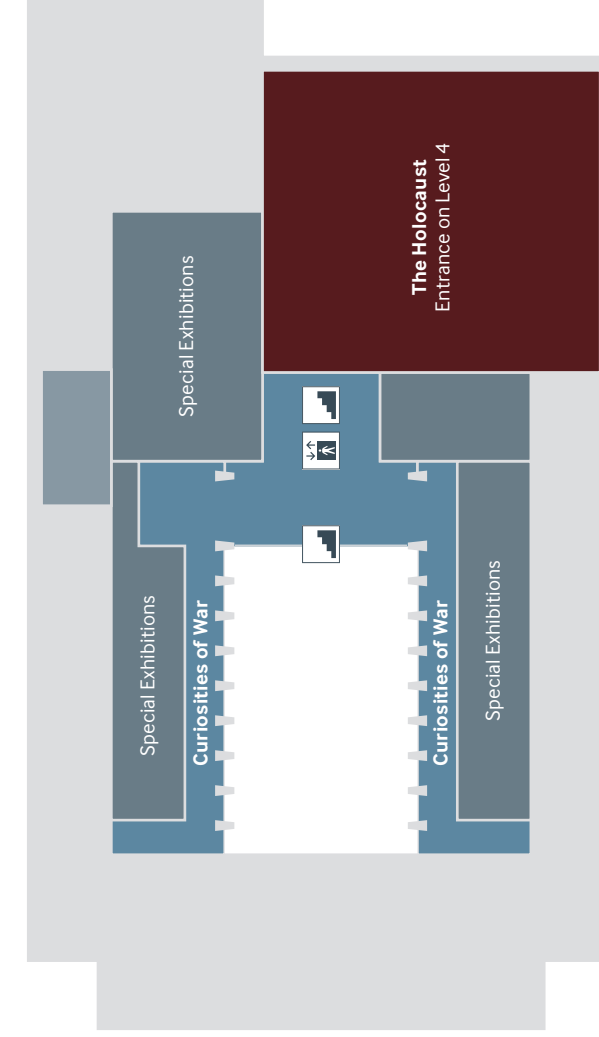 The Holocaust
Entrance on Level 4
Special Exhibitions
Special Exhibitions
Curiosities of War
Curiosities of War
Special Exhibitions